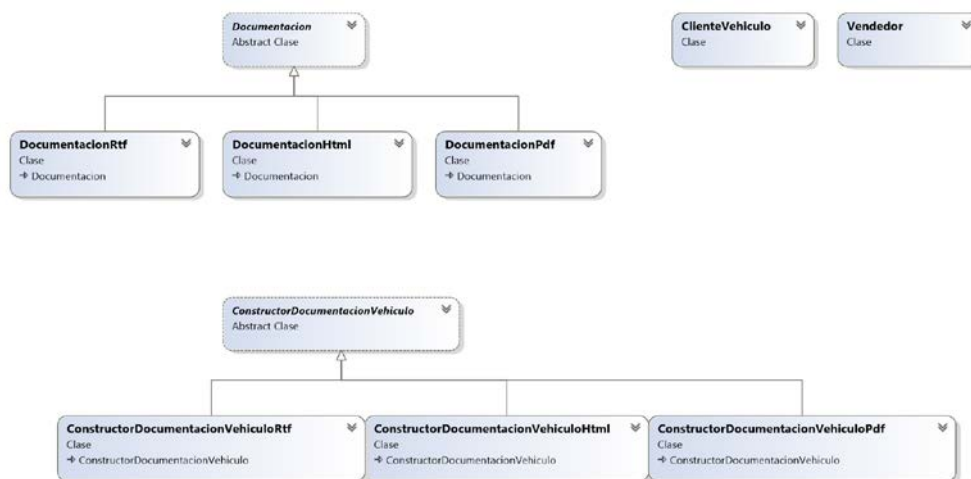 Documentacion
Abstract Clase
ClienteVehiculo
Clase
Vendedor
Clase
DocumentacionRtf
Clase
Documentacion
DocumentacionHtml
Clase
Documentacion
DocumentacionPdf
Clase
Documentacion
ConstructorDocumentacionVehiculo
Abstract Clase
ConstructorDocumentacionVehiculoRtf
Clase
ConstructorDocumentacionVehiculo
ConstructorDocumentacionVehiculoHtml
Clase
ConstructorDocumentacionVehiculo
ConstructorDocumentacionVehiculoPdf
Clase
ConstructorDocumentacionVehiculo